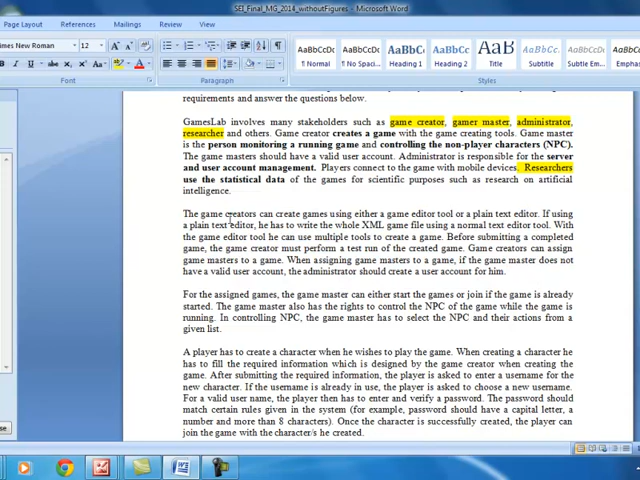 SEI_Final_MG_2014_withoutFigures - Microsoft Word
Page Layout References Mailings Review View
imes New Roman 12
AaBbCcDc AaBbCcDc AaBbC AaBbCc AaB AaBbCc. AaBbCcDt AaBbCcDt
¶ Normal ¶ No Spaci... Heading 1 Heading 2 Title Subtitle Subtle Em... Empha
Font Paragraph Styles
requirements and answer the questions below.
GamesLab involves many stakeholders such as game creator, gamer master, administrator,
researcher and others. Game creator creates a game with the game creating tools. Game master
is the person monitoring a running game and controlling the non-player characters (NPC).
The game masters should have a valid user account. Administrator is responsible for the server
and user account management. Players connect to the game with mobile devices. Researchers
use the statistical data of the games for scientific purposes such as research on artificial
intelligence.
The game creators can create games using either a game editor tool or a plain text editor. If using
a plain text editor, he has to write the whole XML game file using a normal text editor tool. With
the game editor tool he can use multiple tools to create a game. Before submitting a completed
game, the game creator must perform a test run of the created game. Game creators can assign
game masters to a game. When assigning game masters to a game, if the game master does not
have a valid user account, the administrator should create a user account for him.
For the assigned games, the game master can either start the games or join if the game is already
started. The game master also has the rights to control the NPC of the game while the game is
running. In controlling NPC, the game master has to select the NPC and their actions from a
given list.
A player has to create a character when he wishes to play the game. When creating a character he
has to fill the required information which is designed by the game creator when creating the
game. After submitting the required information, the player is asked to enter a username for the
new character. If the username is already in use, the player is asked to choose a new username.
For a valid user name, the player then has to enter and verify a password. The password should
match certain rules given in the system (for example, password should have a capital letter, a
number and more than 8 characters). Once the character is successfully created, the player can
join the game with the character/s he created.